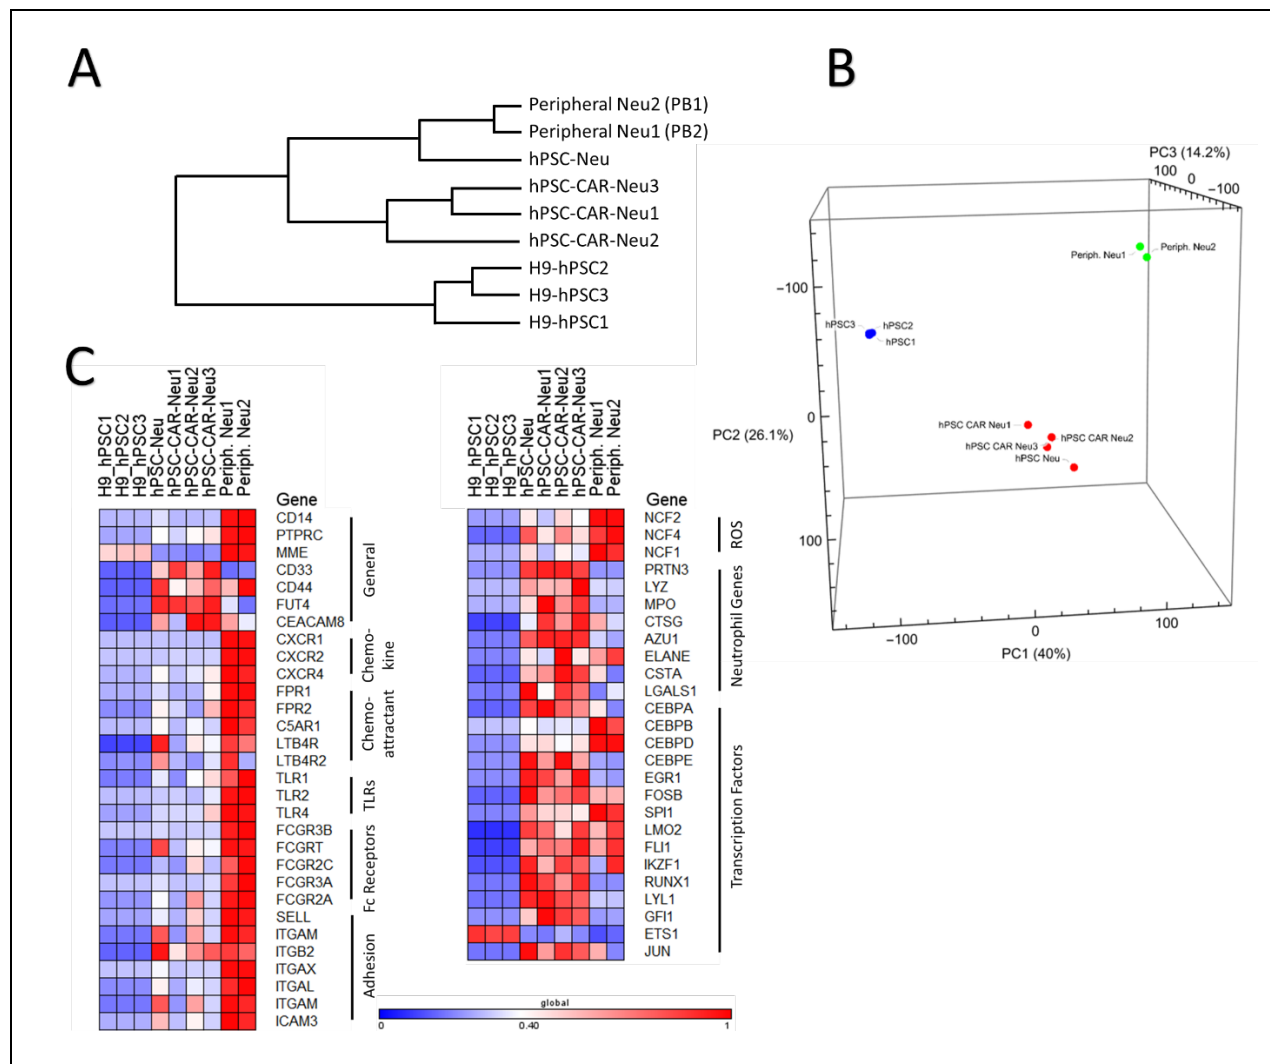 A
Peripheral Neu2 (PB1)
Peripheral Neu1 (PB2)
hPSC-Neu
hPSC-CAR-Neu3
hPSC-CAR-Neu1
hPSC-CAR-Neu2
H9-hPSC2
H9-hPSC3
H9-hPSC1
B
PC3 (14.2%)
100 0 −100
Periph. Neu1
Periph. Neu2
−100
hPSC3
hPSC2
hPSC1
0
PC2 (26.1%)
hPSC CAR Neu1
hPSC CAR Neu2
hPSC CAR Neu3
hPSC Neu
100
−100
0
100
PC1 (40%)
C
H9_hPSC1
H9_hPSC2
H9_hPSC3
hPSC-Neu
hPSC-CAR-Neu1
hPSC-CAR-Neu2
hPSC-CAR-Neu3
Periph. Neu1
Periph. Neu2
Gene
CD14
PTPRC
MME
CD33
CD44
FUT4
CEACAM8
CXCR1
CXCR2
CXCR4
FPR1
FPR2
C5AR1
LTB4R
LTB4R2
TLR1
TLR2
TLR4
FCGR3B
FCGRT
FCGR2C
FCGR3A
FCGR2A
SELL
ITGAM
ITGB2
ITGAX
ITGAL
ITGAM
ICAM3
General
Chemo-
kine
Chemo-
attractant
TLRs
Fc Receptors
Adhesion
H9_hPSC1
H9_hPSC2
H9_hPSC3
hPSC-Neu
hPSC-CAR-Neu1
hPSC-CAR-Neu2
hPSC-CAR-Neu3
Periph. Neu1
Periph. Neu2
Gene
NCF2
NCF4
NCF1
PRTN3
LYZ
MPO
CTSG
AZU1
ELANE
CSTA
LGALS1
CEBPA
CEBPB
CEBPD
CEBPE
EGR1
FOSB
SPI1
LMO2
FLI1
IKZF1
RUNX1
LYL1
GFI1
ETS1
JUN
ROS
Neutrophil Genes
Transcription Factors
global
0
0.40
1